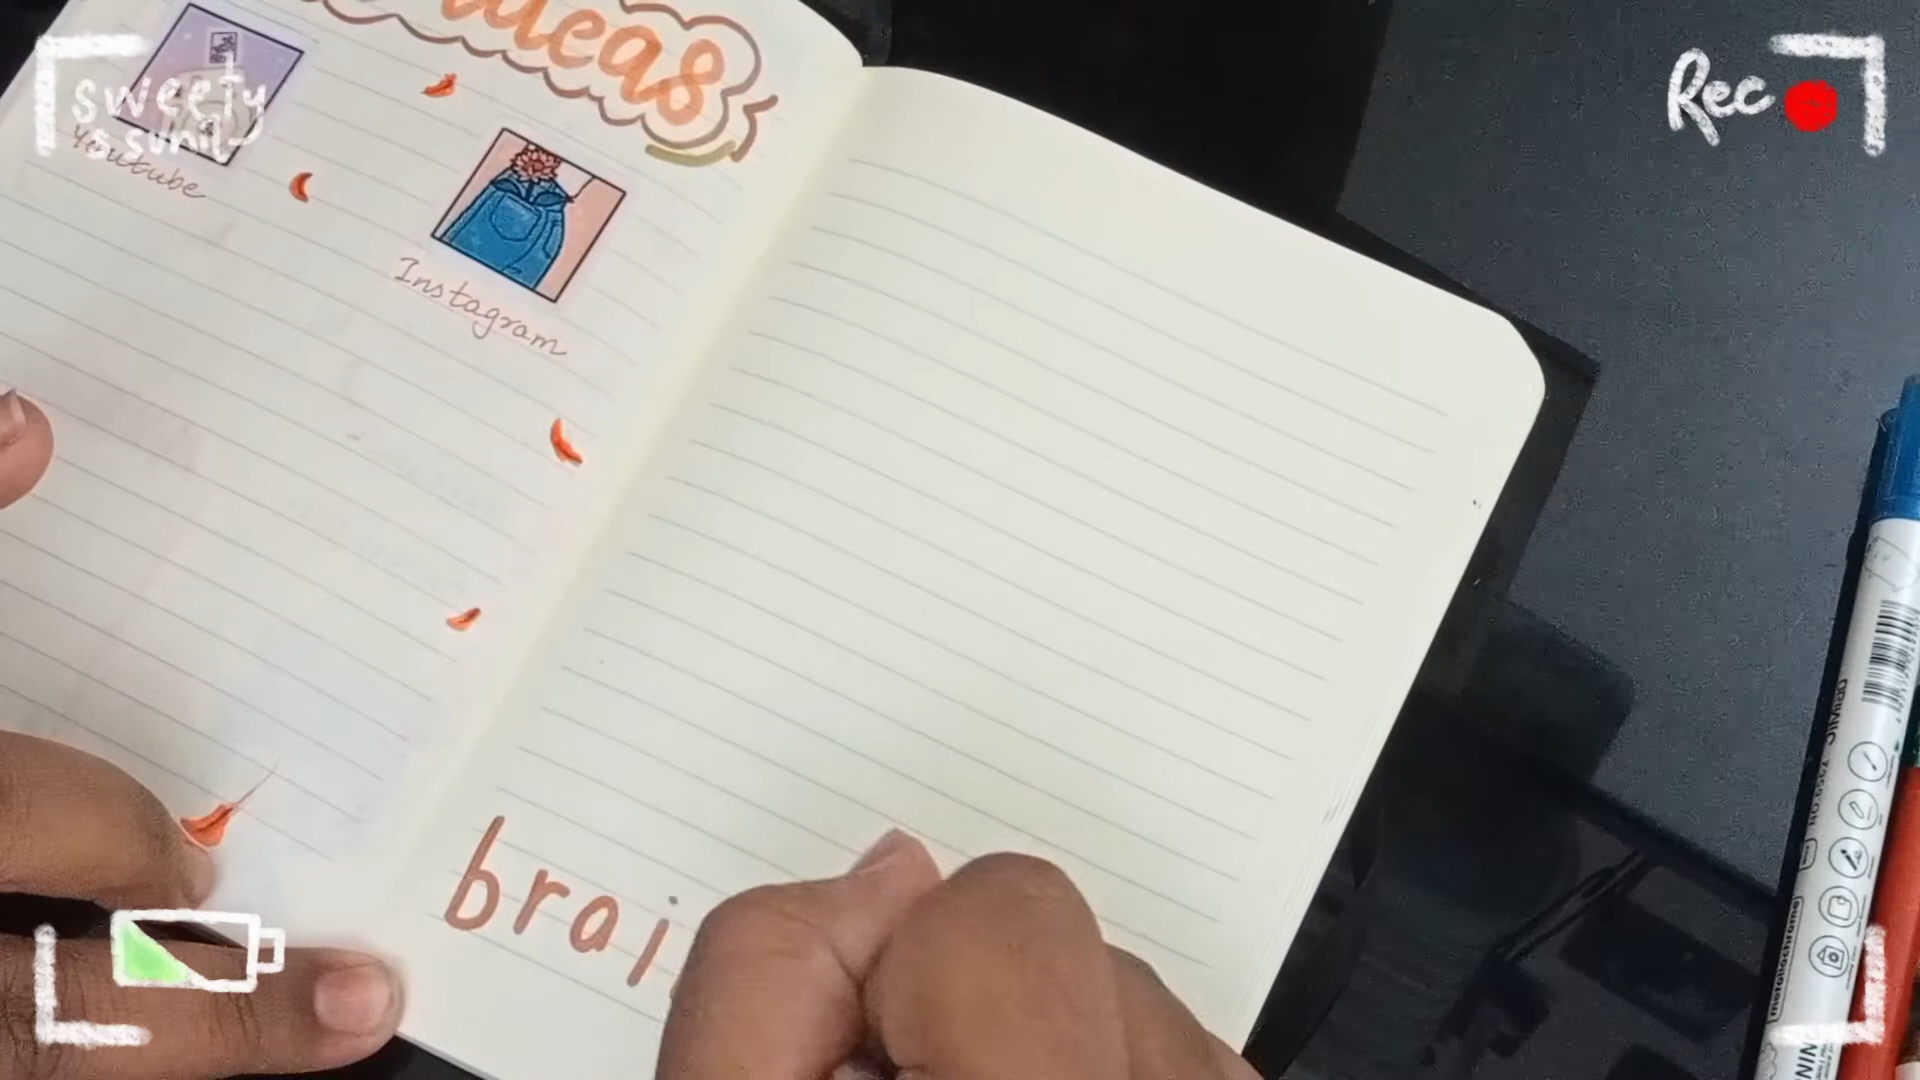 ideas
sweety
& sunil
Youtube
Instagram
brai
Rec